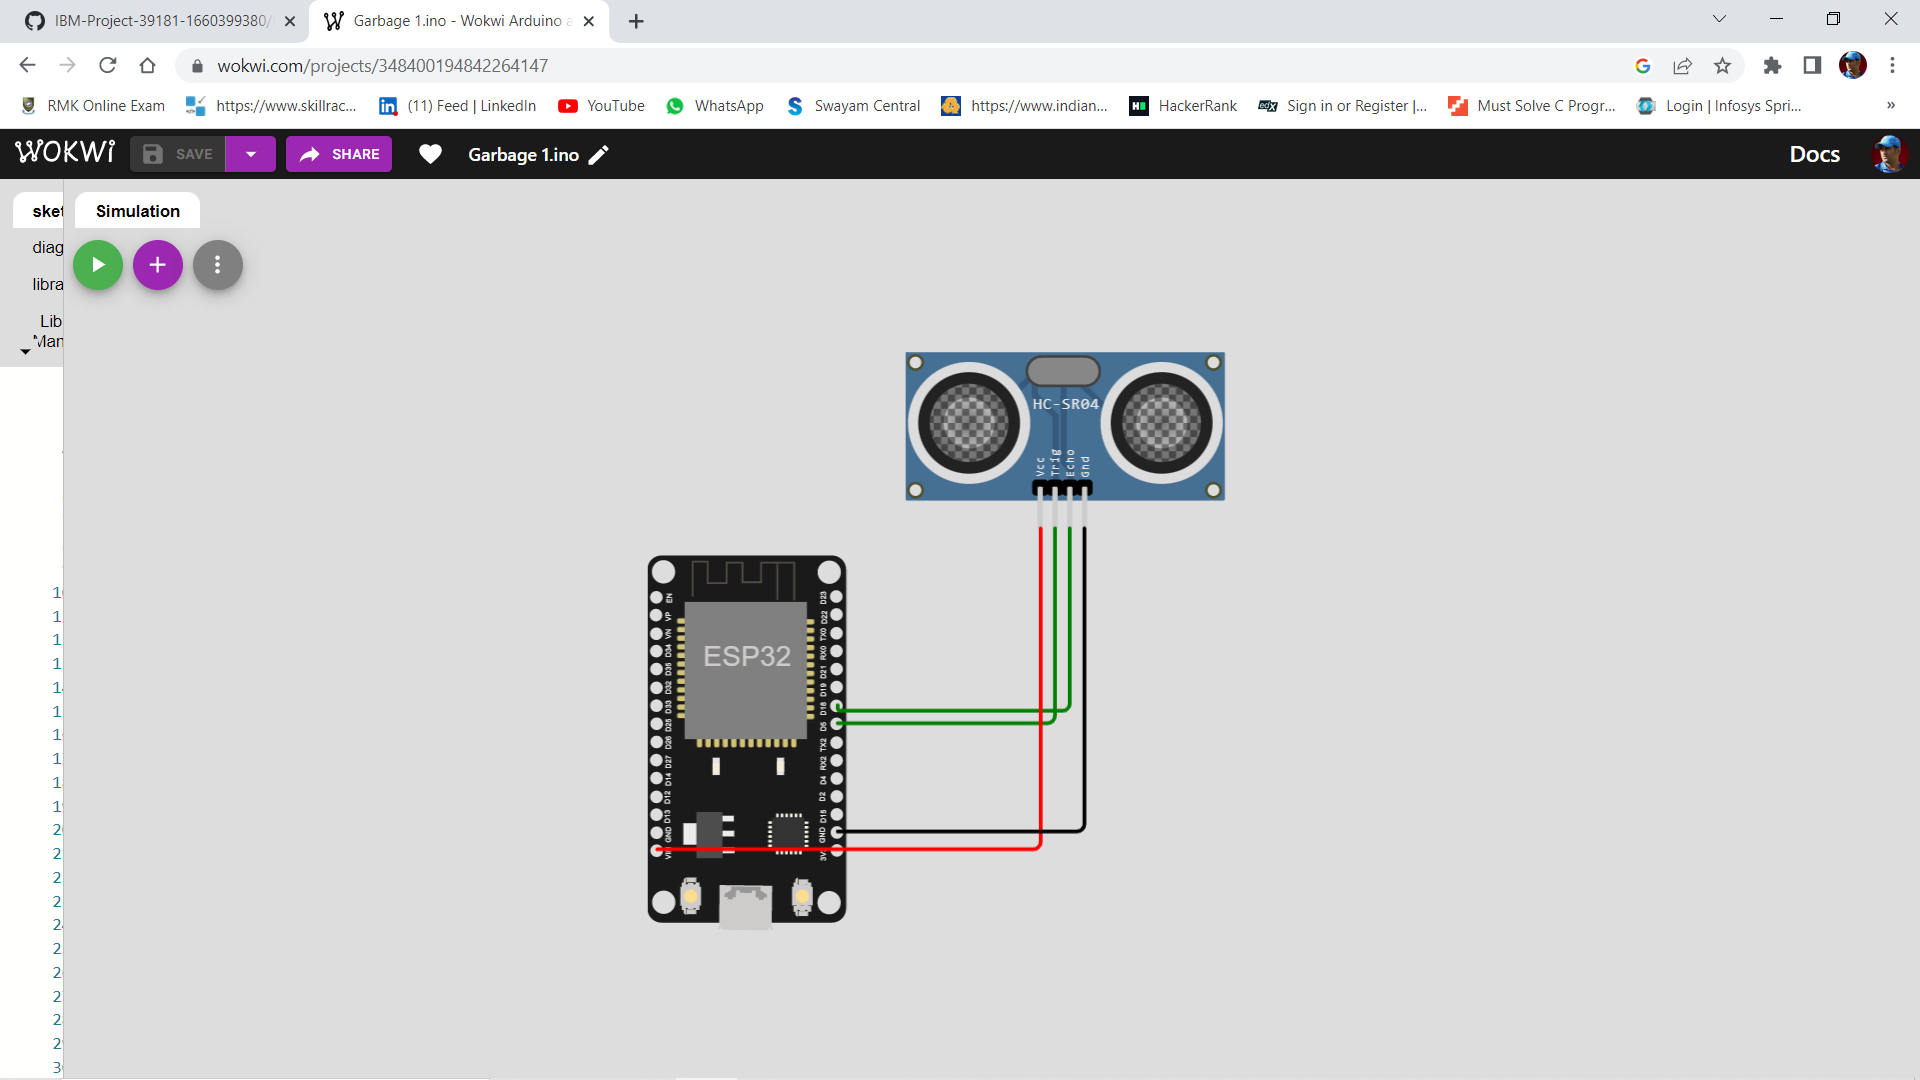 IBM-Project-39181-1660399380/
Garbage 1.ino - Wokwi Arduino a
wokwi.com/projects/348400194842264147
RMK Online Exam
https://www.skillrac...
(11) Feed | LinkedIn
YouTube
WhatsApp
Swayam Central
https://www.indian...
HackerRank
Sign in or Register |...
Must Solve C Progr...
Login | Infosys Spri...
»
WOKWI
SAVE
SHARE
Garbage 1.ino
Docs
sket
Simulation
diag
libra
Lib
Man
HC-SR04
Vcc
Trig
Echo
Gnd
ESP32
EN
VP
VN
D34
D35
D32
D33
D25
D26
D27
D14
D12
D13
GND
VI
D23
D22
TX0
RX0
D21
D19
D18
D5
TX2
RX2
D4
D2
D15
GND
3V
1
1
1
1
1
1
1
1
1
2
2
2
2
2
2
2
2
2
2
3